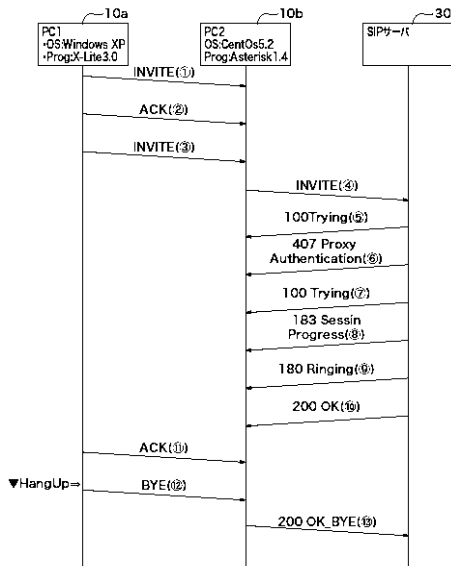 10a
10b
30
PC1
・OS:Windows XP
・Prog:X-Lite3.0
PC2
OS:CentOs5.2
Prog:Asterisk1.4
SIPサーバ
INVITE(①)
ACK(②)
INVITE(③)
INVITE(④)
100Trying(⑤)
407 Proxy
Authentication(⑥)
100 Trying(⑦)
183 Sessin
Progress(⑧)
180 Ringing(⑨)
200 OK(⑩)
ACK(⑪)
▼HangUp⇒
BYE(⑫)
200 OK_BYE(⑬)